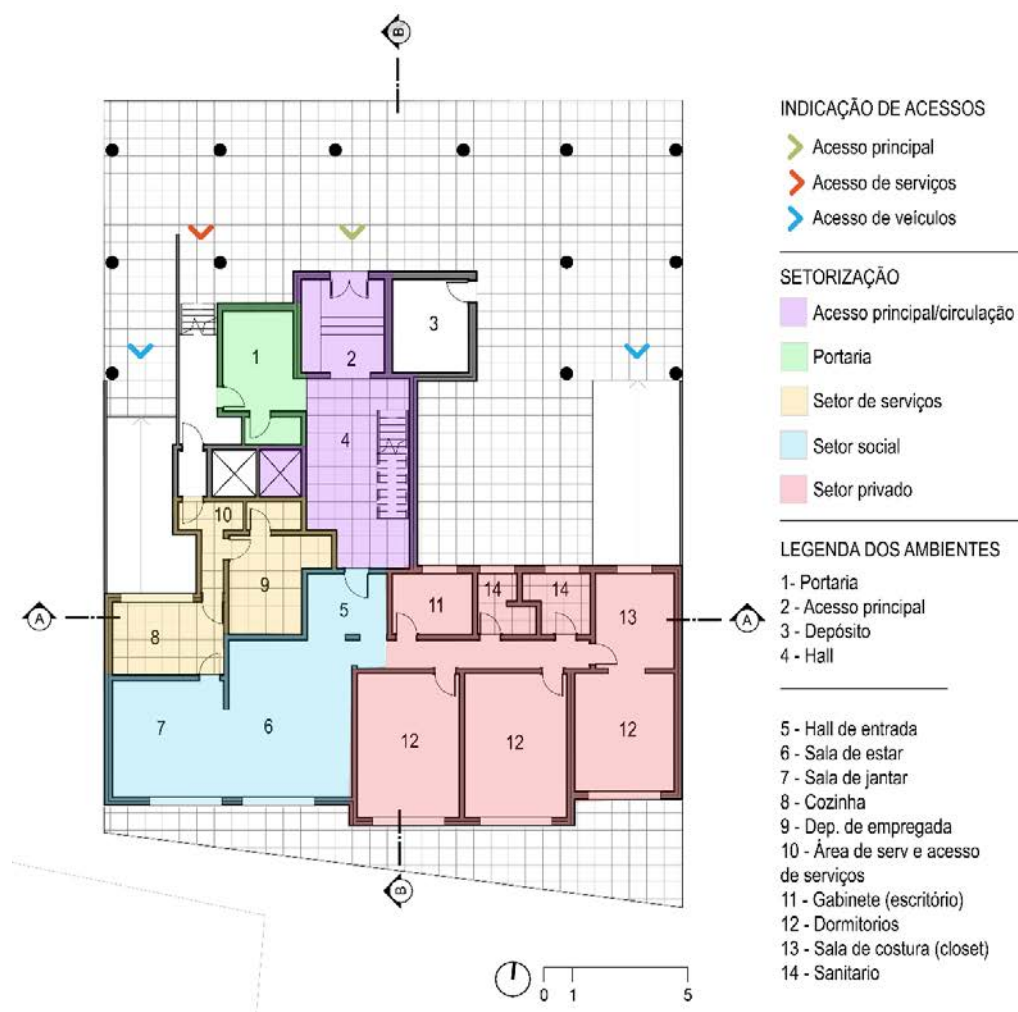 B
INDICAÇÃO DE ACESSOS
Acesso principal
Acesso de serviços
Acesso de veículos
SETORIZAÇÃO
Acesso principal/circulação
Portaria
Setor de serviços
Setor social
Setor privado
LEGENDA DOS AMBIENTES
1- Portaria
2 - Acesso principal
3 - Depósito
4 - Hall
5 - Hall de entrada
6 - Sala de estar
7 - Sala de jantar
8 - Cozinha
9 - Dep. de empregada
10 - Área de serv e acesso
de serviços
11 - Gabinete (escritório)
12 - Dormitorios
13 - Sala de costura (closet)
14 - Sanitario
3
1
2
4
10
9
14
14
5
11
13
A
A
8
7
6
12
12
12
B
0 1 5